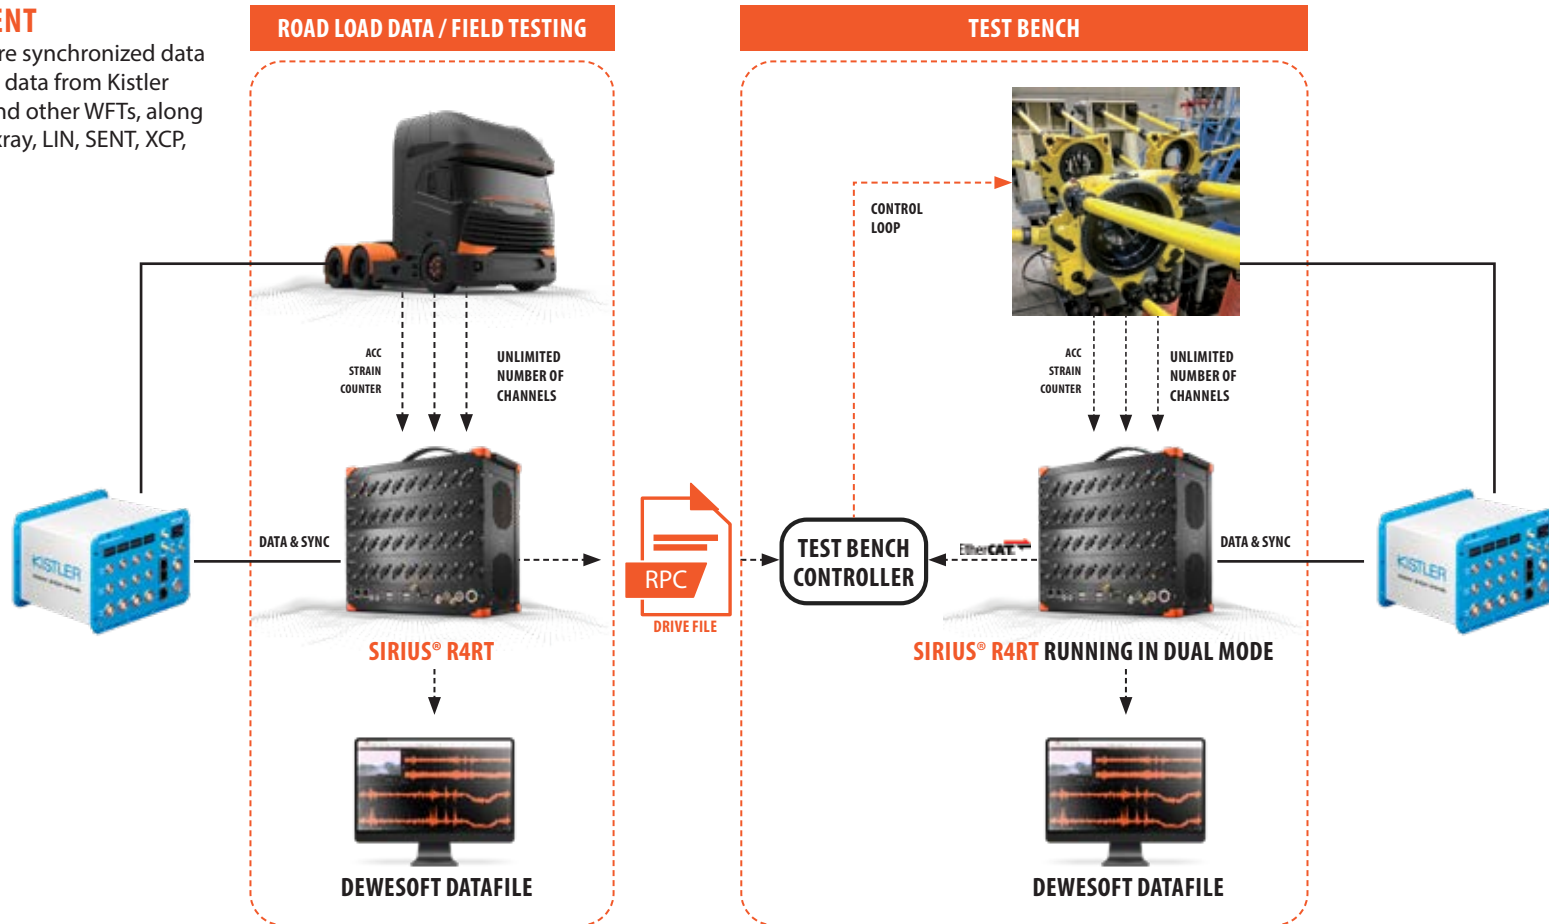 ENT
re synchronized data
data from Kistler
nd other WFTs, along
xray, LIN, SENT, XCP,
ROAD LOAD DATA / FIELD TESTING
ACC
STRAIN
COUNTER
UNLIMITED
NUMBER OF
CHANNELS
KISTLER
DATA & SYNC
SIRIUS® R4RT
DEWESOFT DATAFILE
RPC
DRIVE FILE
TEST BENCH
CONTROL
LOOP
ACC
STRAIN
COUNTER
UNLIMITED
NUMBER OF
CHANNELS
TEST BENCH
CONTROLLER
EtherCAT
DATA & SYNC
KISTLER
SIRIUS® R4RT RUNNING IN DUAL MODE
DEWESOFT DATAFILE